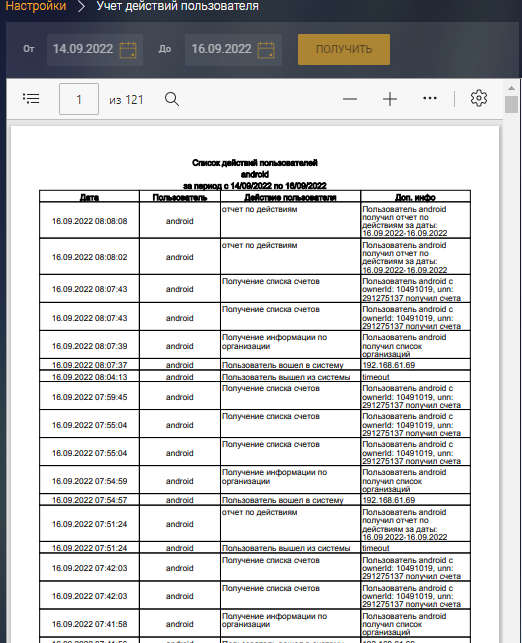 Настройки > Учет действий пользователя
От 14.09.2022 До 16.09.2022 ПОЛУЧИТЬ
1 из 121
Список действий пользователей
android
за период с 14/09/2022 по 16/09/2022
Дата Пользователь Действие пользователя Доп. инфо
16.09.2022 08:08:08 android отчет по действиям Пользователь android
получил отчет по
действиям за даты:
16.09.2022-16.09.2022
16.09.2022 08:08:02 android отчет по действиям Пользователь android
получил отчет по
действиям за даты:
16.09.2022-16.09.2022
16.09.2022 08:07:43 android Получение списка счетов Пользователь android с
ownerId: 10491019, unn:
291275137 получил счета
16.09.2022 08:07:43 android Получение списка счетов Пользователь android с
ownerId: 10491019, unn:
291275137 получил счета
16.09.2022 08:07:39 android Получение информации по
организации Пользователь android
получил список
организаций
16.09.2022 08:07:37 android Пользователь вошел в систему 192.168.61.69
16.09.2022 08:04:13 android Пользователь вышел из системы timeout
16.09.2022 07:59:45 android Получение списка счетов Пользователь android с
ownerId: 10491019, unn:
291275137 получил счета
16.09.2022 07:55:04 android Получение списка счетов Пользователь android с
ownerId: 10491019, unn:
291275137 получил счета
16.09.2022 07:55:04 android Получение списка счетов Пользователь android с
ownerId: 10491019, unn:
291275137 получил счета
16.09.2022 07:54:59 android Получение информации по
организации Пользователь android
получил список
организаций
16.09.2022 07:54:57 android Пользователь вошел в систему 192.168.61.69
16.09.2022 07:51:24 android отчет по действиям Пользователь android
получил отчет по
действиям за даты:
16.09.2022-16.09.2022
16.09.2022 07:51:24 android Пользователь вышел из системы timeout
16.09.2022 07:42:03 android Получение списка счетов Пользователь android с
ownerId: 10491019, unn:
291275137 получил счета
16.09.2022 07:42:03 android Получение списка счетов Пользователь android с
ownerId: 10491019, unn:
291275137 получил счета
16.09.2022 07:41:58 android Получение информации по
организации Пользователь android
получил список
организаций